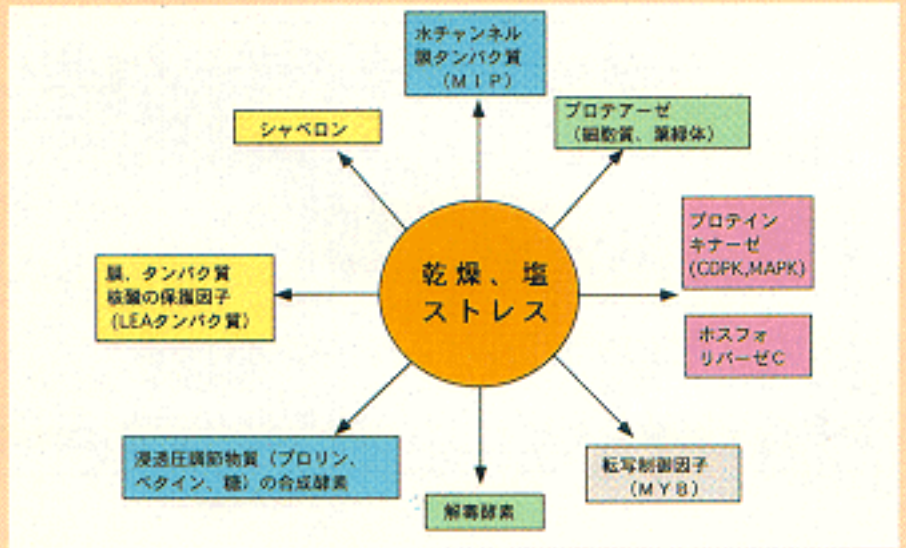 水チャンネル
膜タンパク質
（ＭＩＰ）
プロテアーゼ
（細胞質、葉緑体）
シャペロン
プロテイン
キナーゼ
(CDPK,MAPK)
乾燥、塩
ストレス
膜、タンパク質
核酸の保護因子
(LEAタンパク質)
ホスフォ
リパーゼＣ
浸透圧調節物質（プロリン、
ベタイン、糖）の合成酵素
転写制御因子
（ＭＹＢ）
解毒酵素